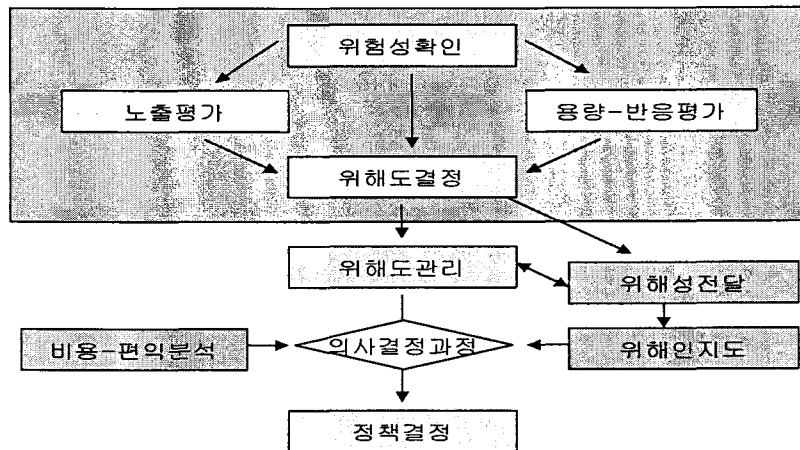 위험성확인
노출평가
용량-반응평가
위해도결정
위해도관리
위해성전달
비용-편익분석
의사결정과정
위해인지도
정책결정